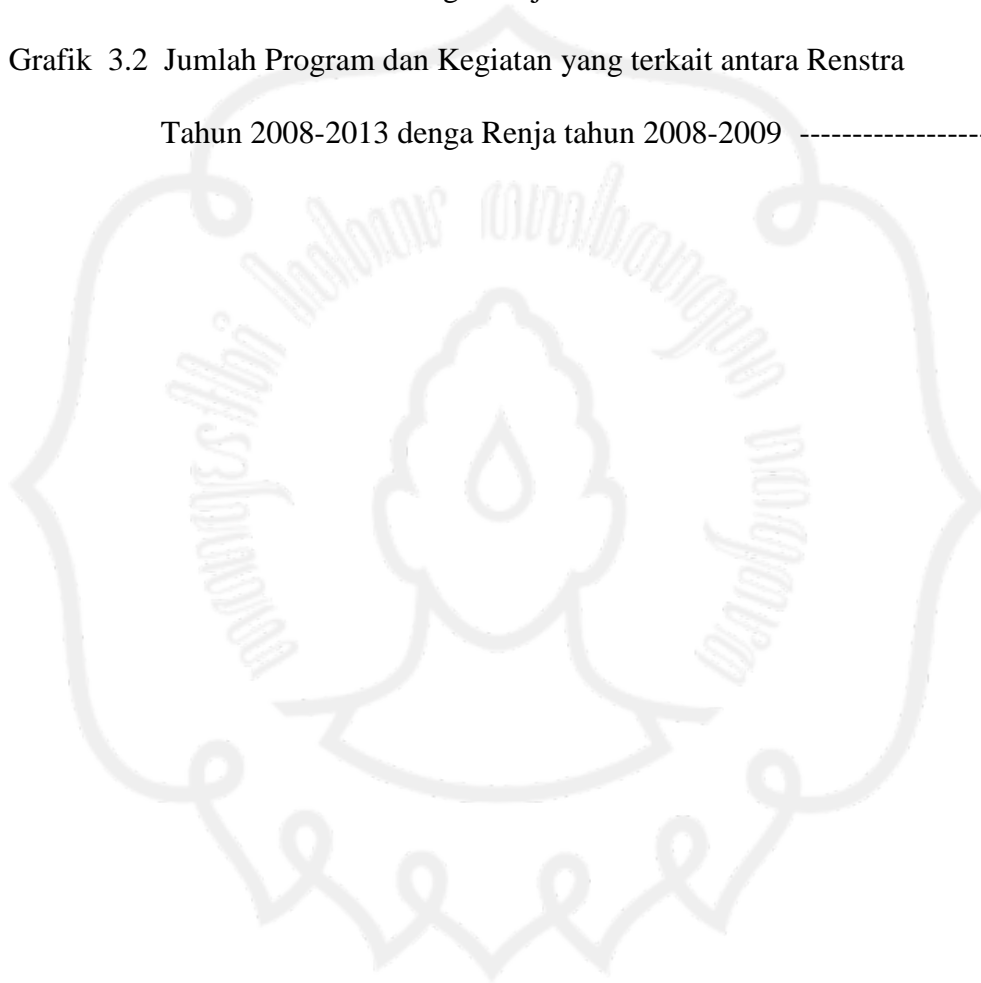 Grafik 3.2 Jumlah Program dan Kegiatan yang terkait antara Renstra
Tahun 2008-2013 denga Renja tahun 2008-2009 -----------------